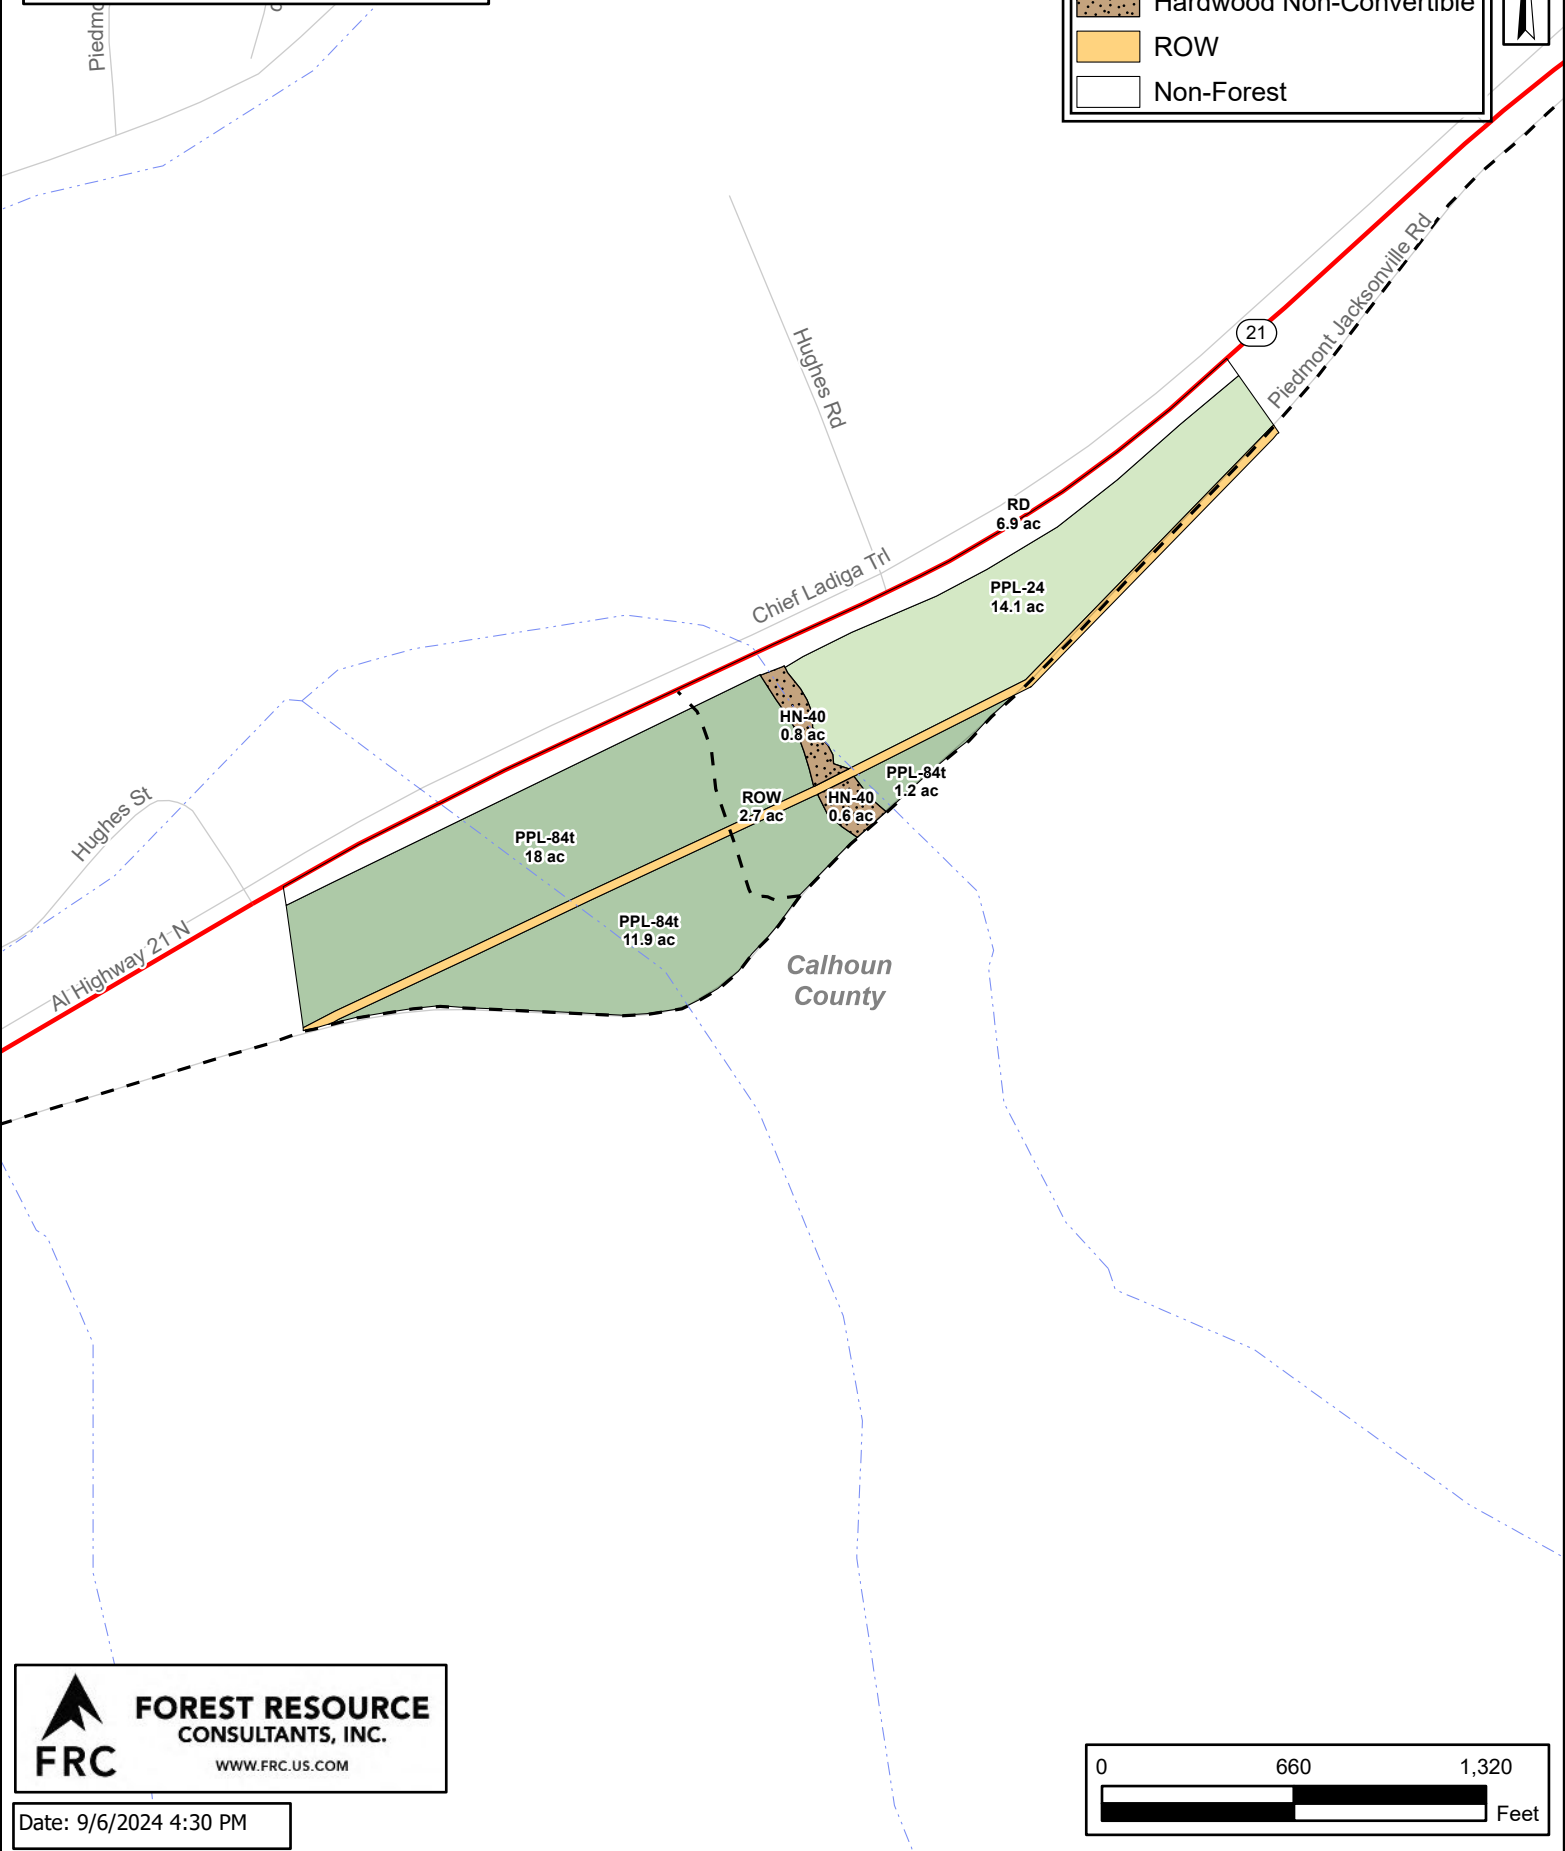 Piedmo
Hardwood Non-Convertible
ROW
Non-Forest
21
Piedmont Jacksonville Rd
Hughes Rd
RD
6.9 ac
Chief Ladiga Trl
PPL-24
14.1 ac
HN-40
0.8 ac
PPL-84t
1.2 ac
ROW
2.7 ac
HN-40
0.6 ac
Hughes St
PPL-84t
18 ac
PPL-84t
11.9 ac
Al Highway 21 N
Calhoun
County
FOREST RESOURCE
CONSULTANTS, INC.
WWW.FRC.US.COM
FRC
Date: 9/6/2024 4:30 PM
0 660 1,320
Feet